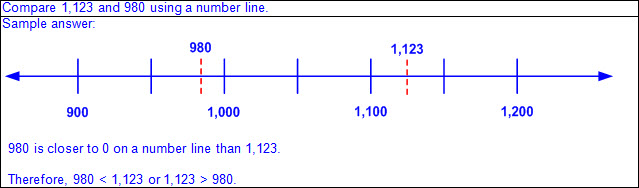 Compare 1,123 and 980 using a number line.
Sample answer:
980 1,123
900 1,000 1,100 1,200
980 is closer to 0 on a number line than 1,123.
Therefore, 980 < 1,123 or 1,123 > 980.